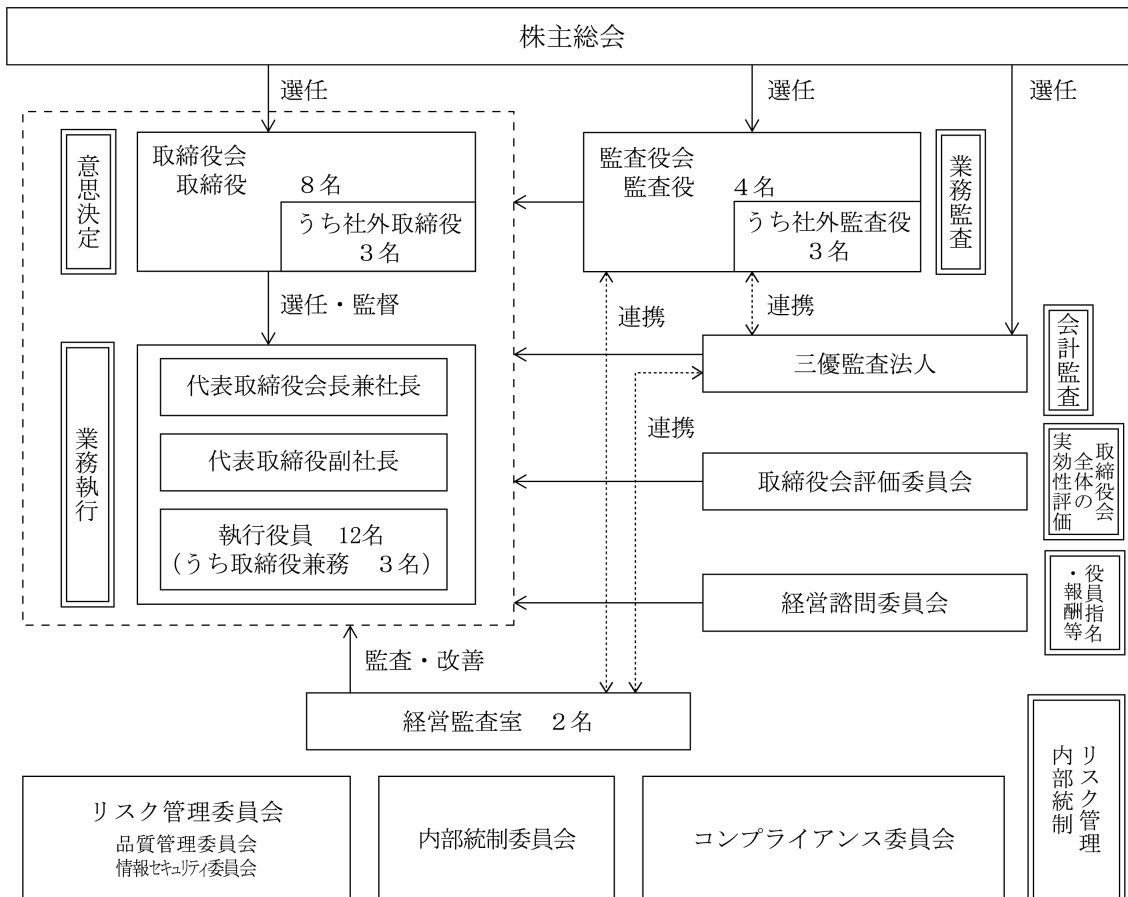 株主総会
選任
選任
選任
意思決定
取締役会
取締役　８名
うち社外取締役
３名
監査役会
監査役　４名
うち社外監査役
３名
業務監査
選任・監督
連携
連携
会計監査
三優監査法人
業務執行
代表取締役会長兼社長
代表取締役副社長
執行役員　12名
（うち取締役兼務　３名）
連携
取締役会評価委員会
取締役会
全体の
実効性評価
経営諮問委員会
役員指名
・報酬等
監査・改善
経営監査室　２名
リスク管理
内部統制
リスク管理委員会
品質管理委員会
情報セキュリティ委員会
内部統制委員会
コンプライアンス委員会